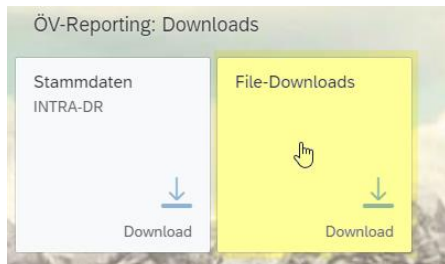 ÖV-Reporting: Downloads
Stammdaten
INTRA-DR
Download
File-Downloads
Download